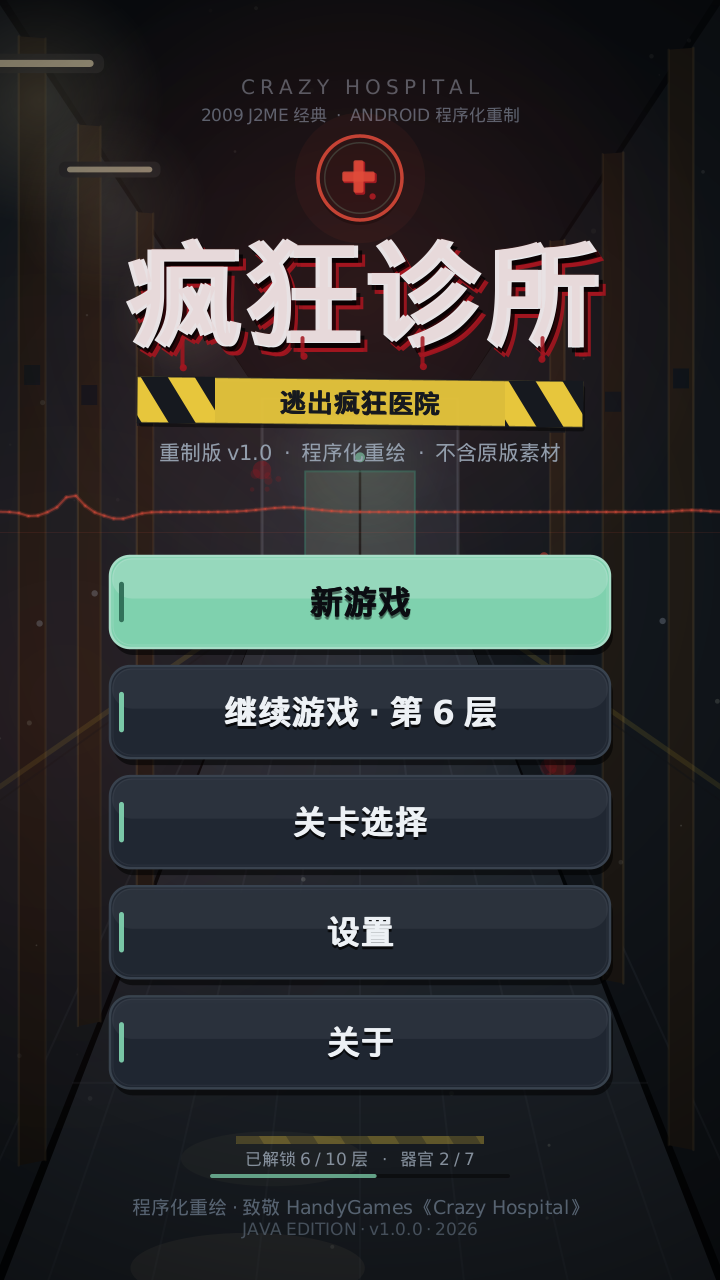 CRAZY HOSPITAL
2009 J2ME 经典 · ANDROID 程序化重制
疯狂诊所
逃出疯狂医院
重制版 v1.0 · 程序化重绘 · 不含原版素材
新游戏
继续游戏 · 第 6 层
关卡选择
设置
关于
已解锁 6 / 10 层 · 器官 2 / 7
程序化重绘 · 致敬 HandyGames《Crazy Hospital》
JAVA EDITION · v1.0.0 · 2026